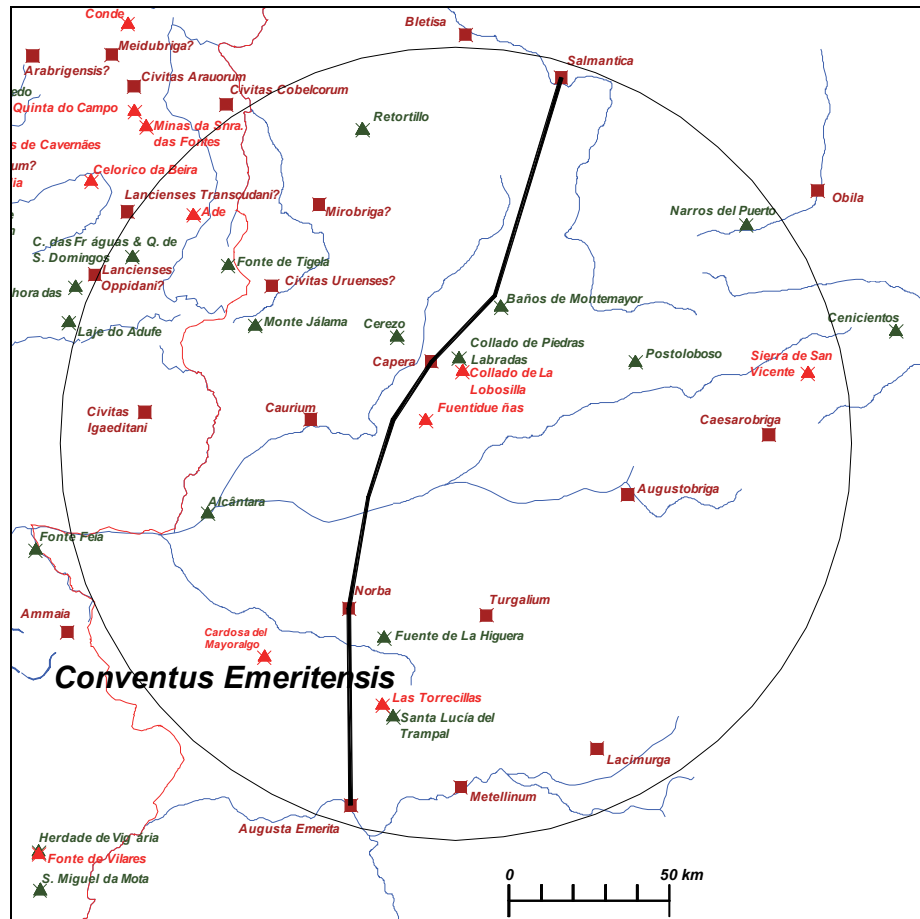 Conde
Bletisa
Meidubriga?
Arabrigensis?
Salmantica
Civitas Arauorum
edo
Civitas Cobelcorum
Quinta do Campo
Retortillo
Minas da Snra.
das Fontes
s de Cavernães
um?
ia
Celorico da Beira
Lancienses Transcudani?
Ade
Mirobriga?
Obila
Narros del Puerto
C. das Fr águas & Q. de
S. Domingos
Fonte de Tigela
Lancienses
Oppidani?
Civitas Uruenses?
hora das
Baños de Montemayor
Laje do Adufe
Monte Jálama
Cerezo
Cenicientos
Collado de Piedras
Labradas
Capera
Postoloboso
Sierra de San
Vicente
Collado de La
Lobosilla
Civitas
Igaeditani
Caurium
Fuentidue ñas
Caesarobriga
Augustobriga
Alcântara
Fonte Feia
Norba
Turgalium
Ammaia
Cardosa del
Mayoralgo
Fuente de La Higuera
Conventus Emeritensis
Las Torrecillas
Santa Lucía del
Trampal
Lacimurga
Metellinum
Augusta Emerita
Herdade de Vig ária
Fonte de Vilares
S. Miguel da Mota
0 50 km